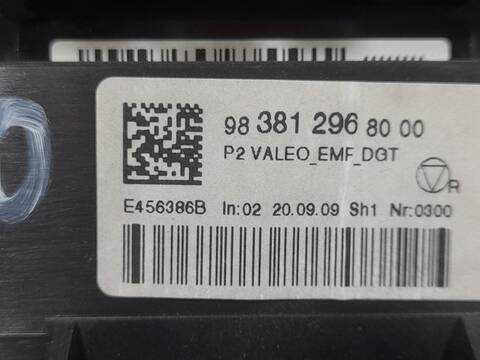 98 381 296 80 00
P2 VALEO_EMF_DGT
R
E456386B In:02 20.09.09 Sh1 Nr:0300